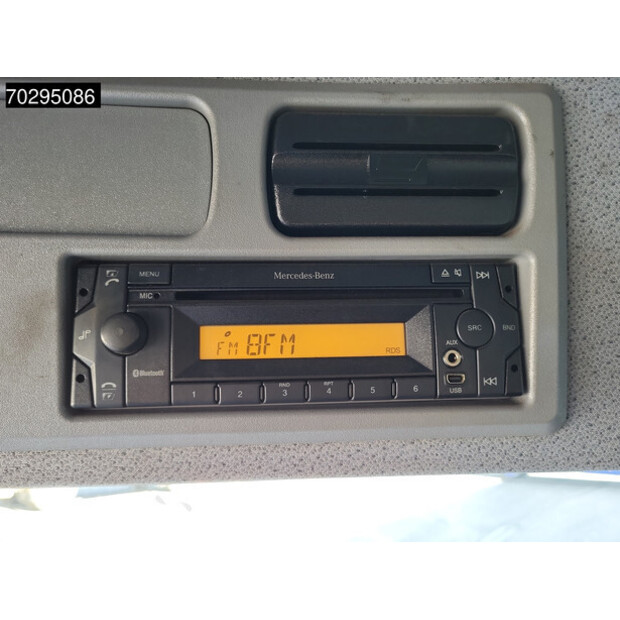 70295086
MENU
Mercedes-Benz
MIC
SRC
BND
FM 8FM
RDS
AUX
Bluetooth
RND
RPT
1 2 3 4 5 6
USB